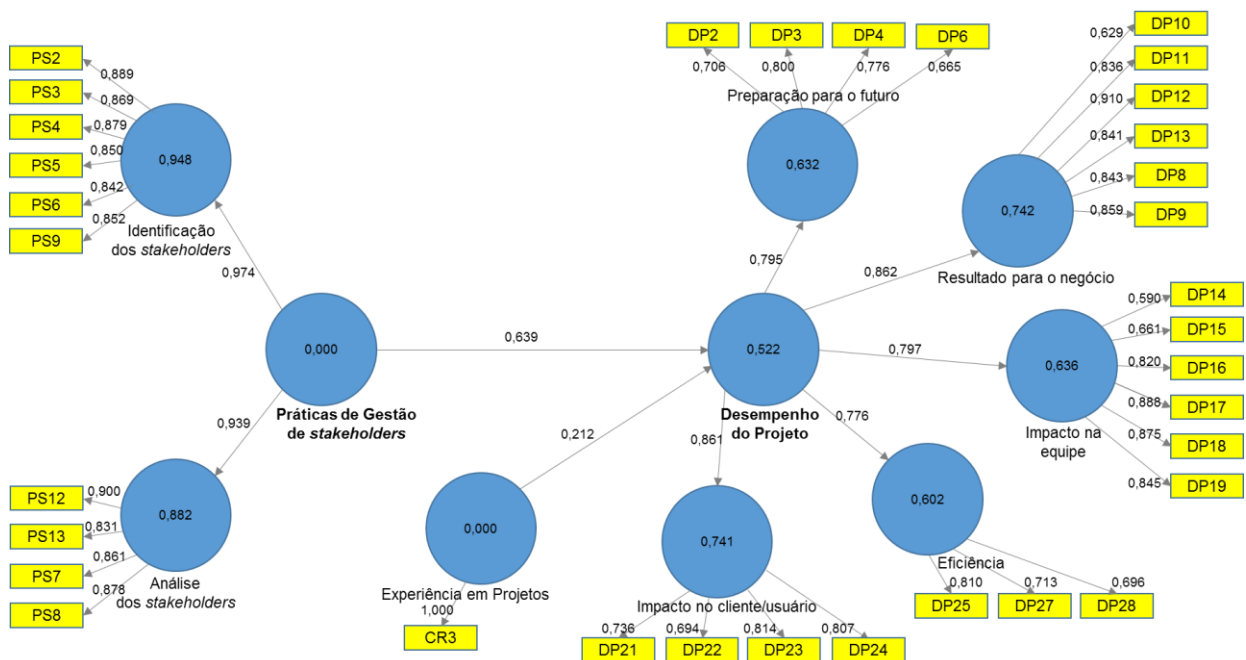 PS2
PS3
PS4
PS5
PS6
PS9
0,889
0,869
0,879
0,850
0,842
0,852
0,948
Identificação
dos stakeholders
0,974
0,000
Práticas de Gestão
de stakeholders
0,939
PS12
PS13
PS7
PS8
0,900
0,831
0,861
0,878
0,882
Análise
dos stakeholders
0,639
0,212
0,000
Experiência em Projetos
1,000
CR3
0,522
Desempenho
do Projeto
DP2
DP3
DP4
DP6
0,706
0,800
0,776
0,665
Preparação para o futuro
0,632
0,795
0,862
DP10
DP11
DP12
DP13
DP8
DP9
0,629
0,836
0,910
0,841
0,843
0,859
0,742
Resultado para o negócio
0,797
DP14
DP15
DP16
DP17
DP18
DP19
0,590
0,661
0,820
0,888
0,875
0,845
0,636
Impacto na
equipe
0,776
0,602
Eficiência
0,810
0,713
0,696
DP25
DP27
DP28
0,861
0,741
Impacto no cliente/usuário
0,736
0,694
0,814
0,807
DP21
DP22
DP23
DP24